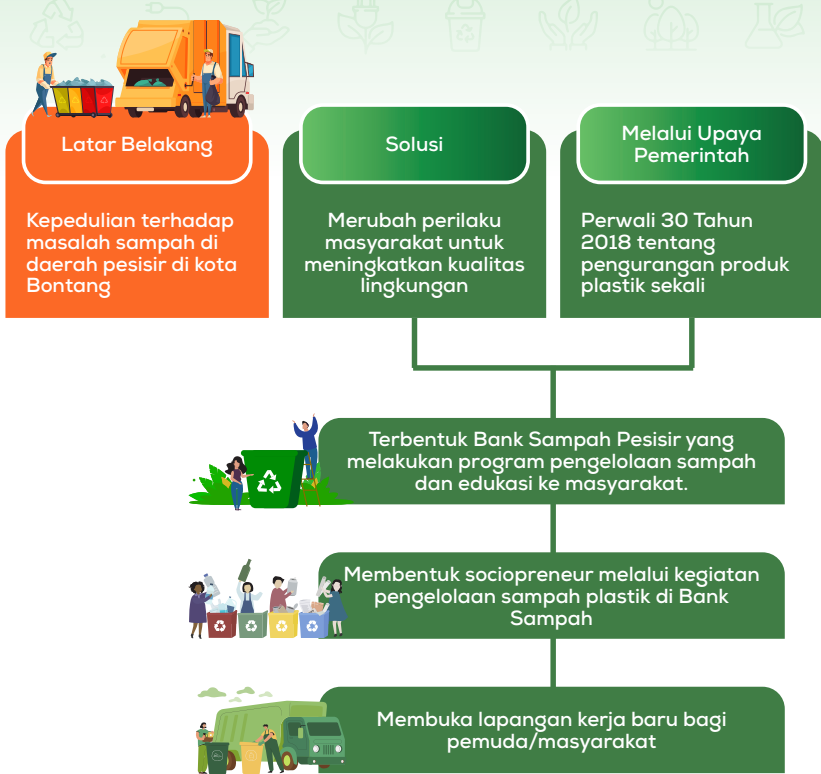 Latar Belakang
Kepedulian terhadap
masalah sampah di
daerah pesisir di kota
Bontang
Solusi
Merubah perilaku
masyarakat untuk
meningkatkan kualitas
lingkungan
Melalui Upaya
Pemerintah
Perwali 30 Tahun
2018 tentang
pengurangan produk
plastik sekali
Terbentuk Bank Sampah Pesisir yang
melakukan program pengelolaan sampah
dan edukasi ke masyarakat.
Membentuk sociopreneur melalui kegiatan
pengelolaan sampah plastik di Bank
Sampah
Membuka lapangan kerja baru bagi
pemuda/masyarakat